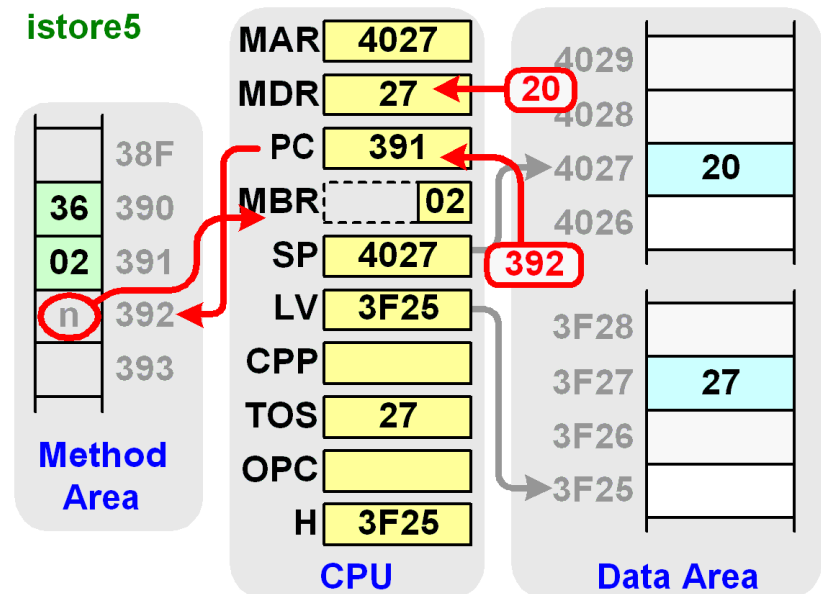 istore5
38F
36 390
02 391
n 392
393
Method
Area
MAR 4027
MDR 27 20
PC 391
MBR 02
SP 4027 392
LV 3F25
CPP
TOS 27
OPC
H 3F25
CPU
4029
4028
4027 20
4026
3F28
3F27 27
3F26
3F25
Data Area